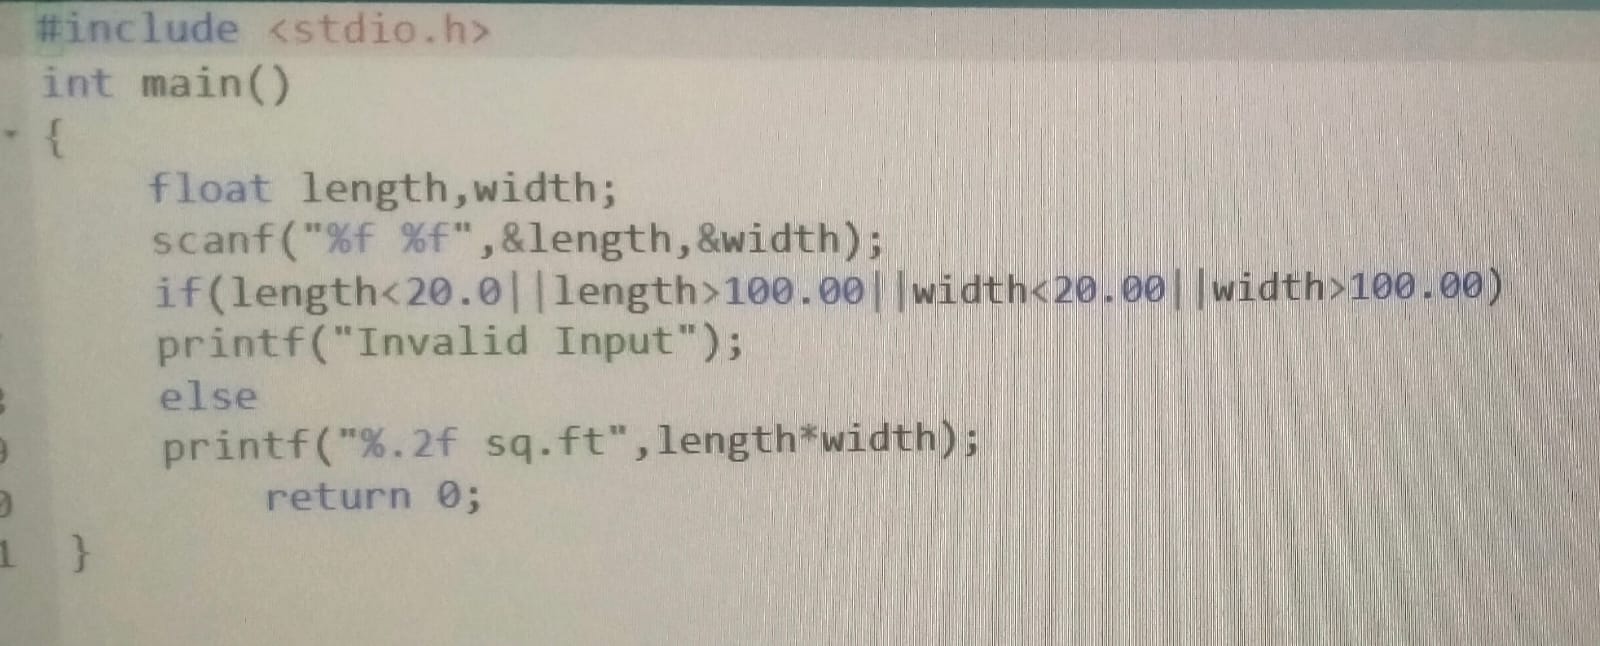 #include <stdio.h>
int main()
{
float length,width;
scanf("%f %f",&length,&width);
if(length<20.0||length>100.00||width<20.00||width>100.00)
printf("Invalid Input");
else
printf("%.2f sq.ft",length*width);
return 0;
}